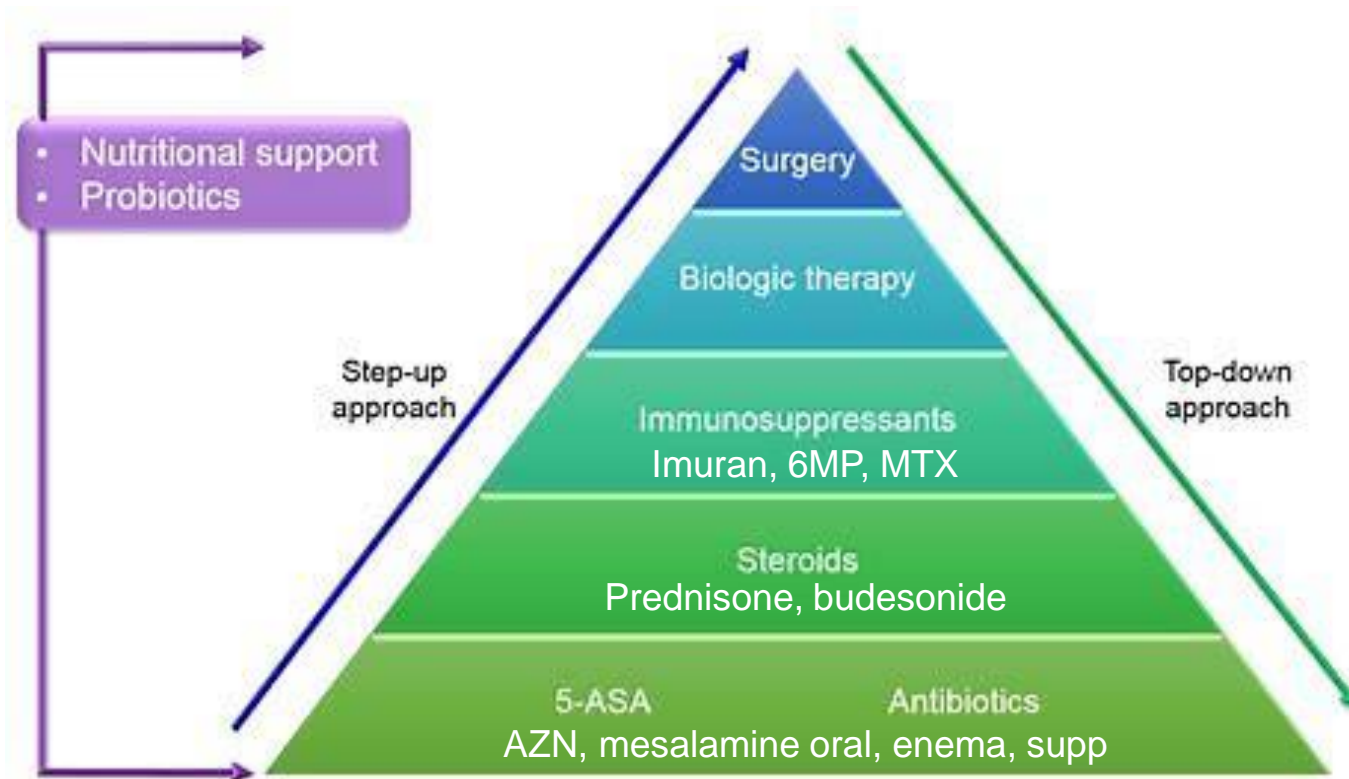 • Nutritional support
• Probiotics
Surgery
Biologic therapy
Step-up
approach
Top-down
approach
Immunosuppressants
Imuran, 6MP, MTX
Steroids
Prednisone, budesonide
5-ASA Antibiotics
AZN, mesalamine oral, enema, supp